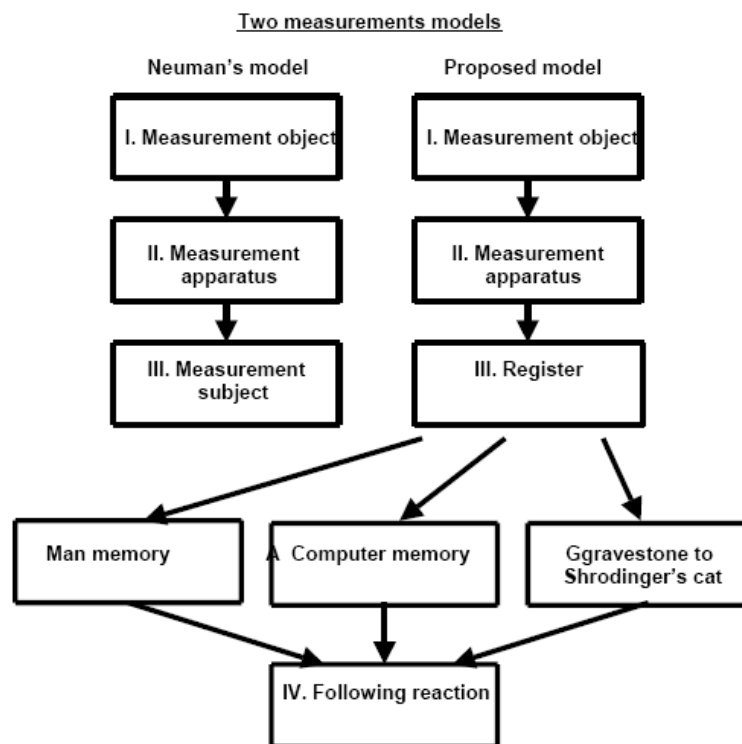 Two measurements models
Neuman's model
Proposed model
I. Measurement object
I. Measurement object
II. Measurement
apparatus
II. Measurement
apparatus
III. Measurement
subject
III. Register
Man memory
A Computer memory
Ggravestone to
Shrodinger's cat
IV. Following reaction